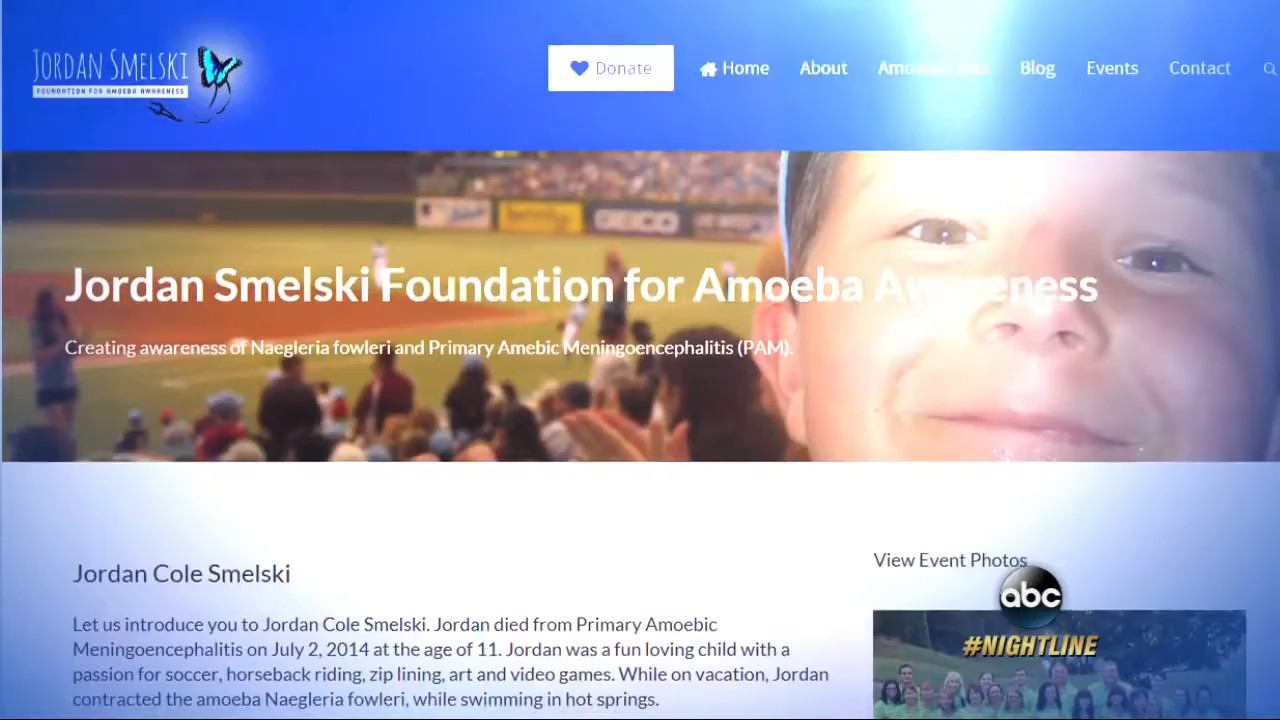 JORDAN SMELSKI
FOUNDATION FOR AMOEBA AWARENESS
Donate
Home
About
Blog
Events
Contact
GEICO
Jordan Smelski Foundation for Amoeba Awareness
Creating awareness of Naegleria fowleri and Primary Amebic Meningoencephalitis (PAM).
Jordan Cole Smelski
Let us introduce you to Jordan Cole Smelski. Jordan died from Primary Amoebic
Meningoencephalitis on July 2, 2014 at the age of 11. Jordan was a fun loving child with a
passion for soccer, horseback riding, zip lining, art and video games. While on vacation, Jordan
contracted the amoeba Naegleria fowleri, while swimming in hot springs.
View Event Photos
abc
#NIGHTLINE